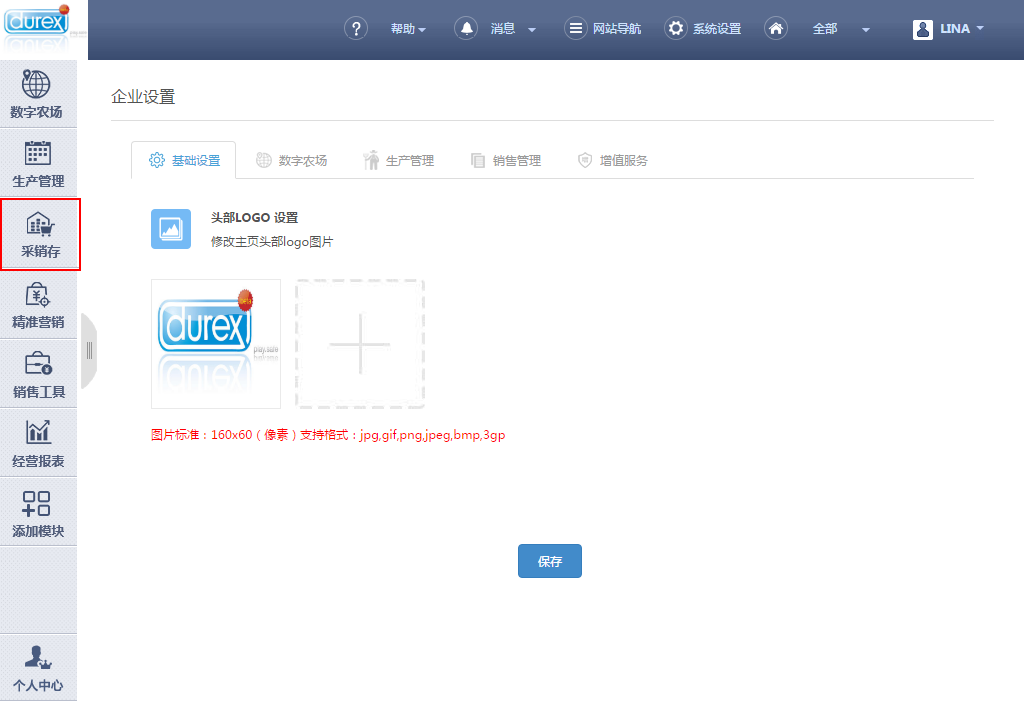 durex
帮助
消息
网站导航
系统设置
全部
LINA
数字农场
生产管理
采销存
精准营销
销售工具
经营报表
添加模块
个人中心
企业设置
基础设置
数字农场
生产管理
销售管理
增值服务
头部LOGO 设置
修改主页头部logo图片
durex
beta
图片标准：160x60（像素）支持格式：jpg,gif,png,jpeg,bmp,3gp
保存